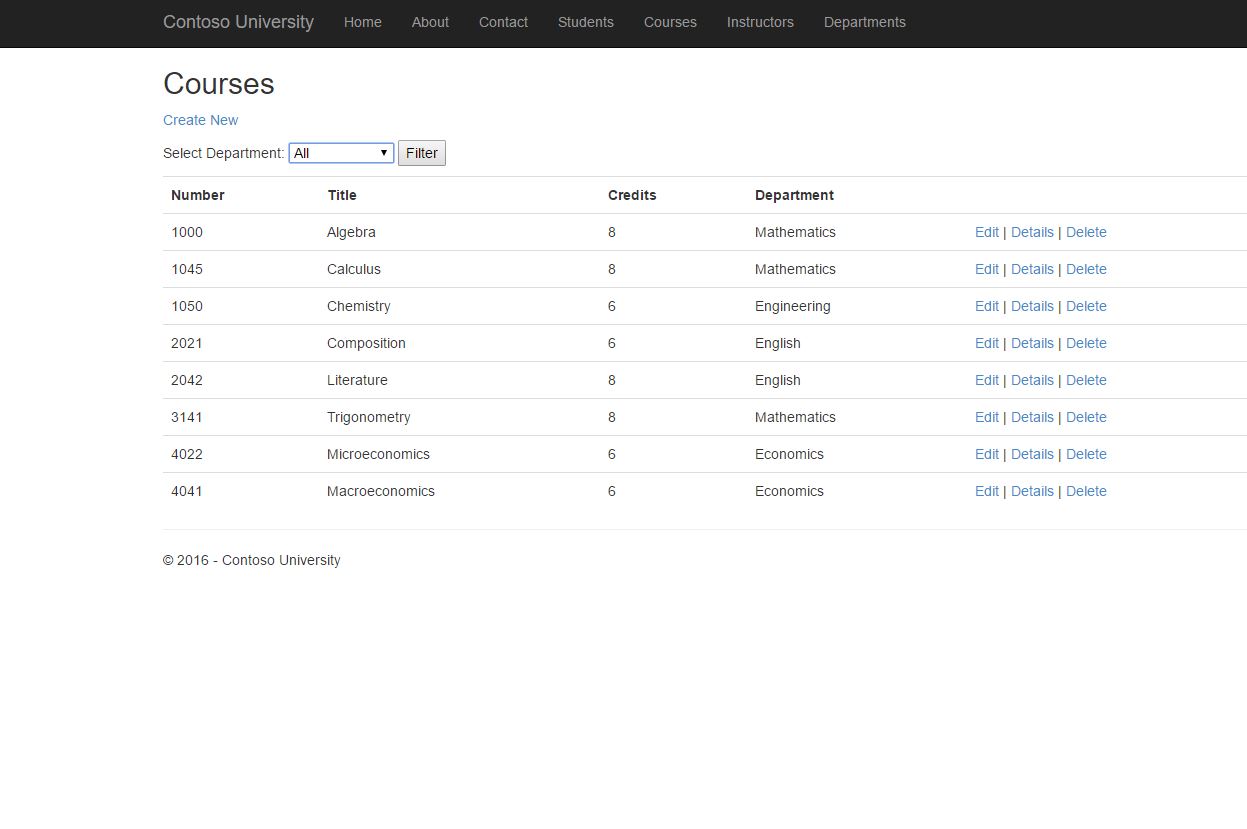 Contoso University Home About Contact Students Courses Instructors Departments
Courses
Create New
Select Department: All Filter
Number Title Credits Department
1000 Algebra 8 Mathematics Edit | Details | Delete
1045 Calculus 8 Mathematics Edit | Details | Delete
1050 Chemistry 6 Engineering Edit | Details | Delete
2021 Composition 6 English Edit | Details | Delete
2042 Literature 8 English Edit | Details | Delete
3141 Trigonometry 8 Mathematics Edit | Details | Delete
4022 Microeconomics 6 Economics Edit | Details | Delete
4041 Macroeconomics 6 Economics Edit | Details | Delete
© 2016 - Contoso University